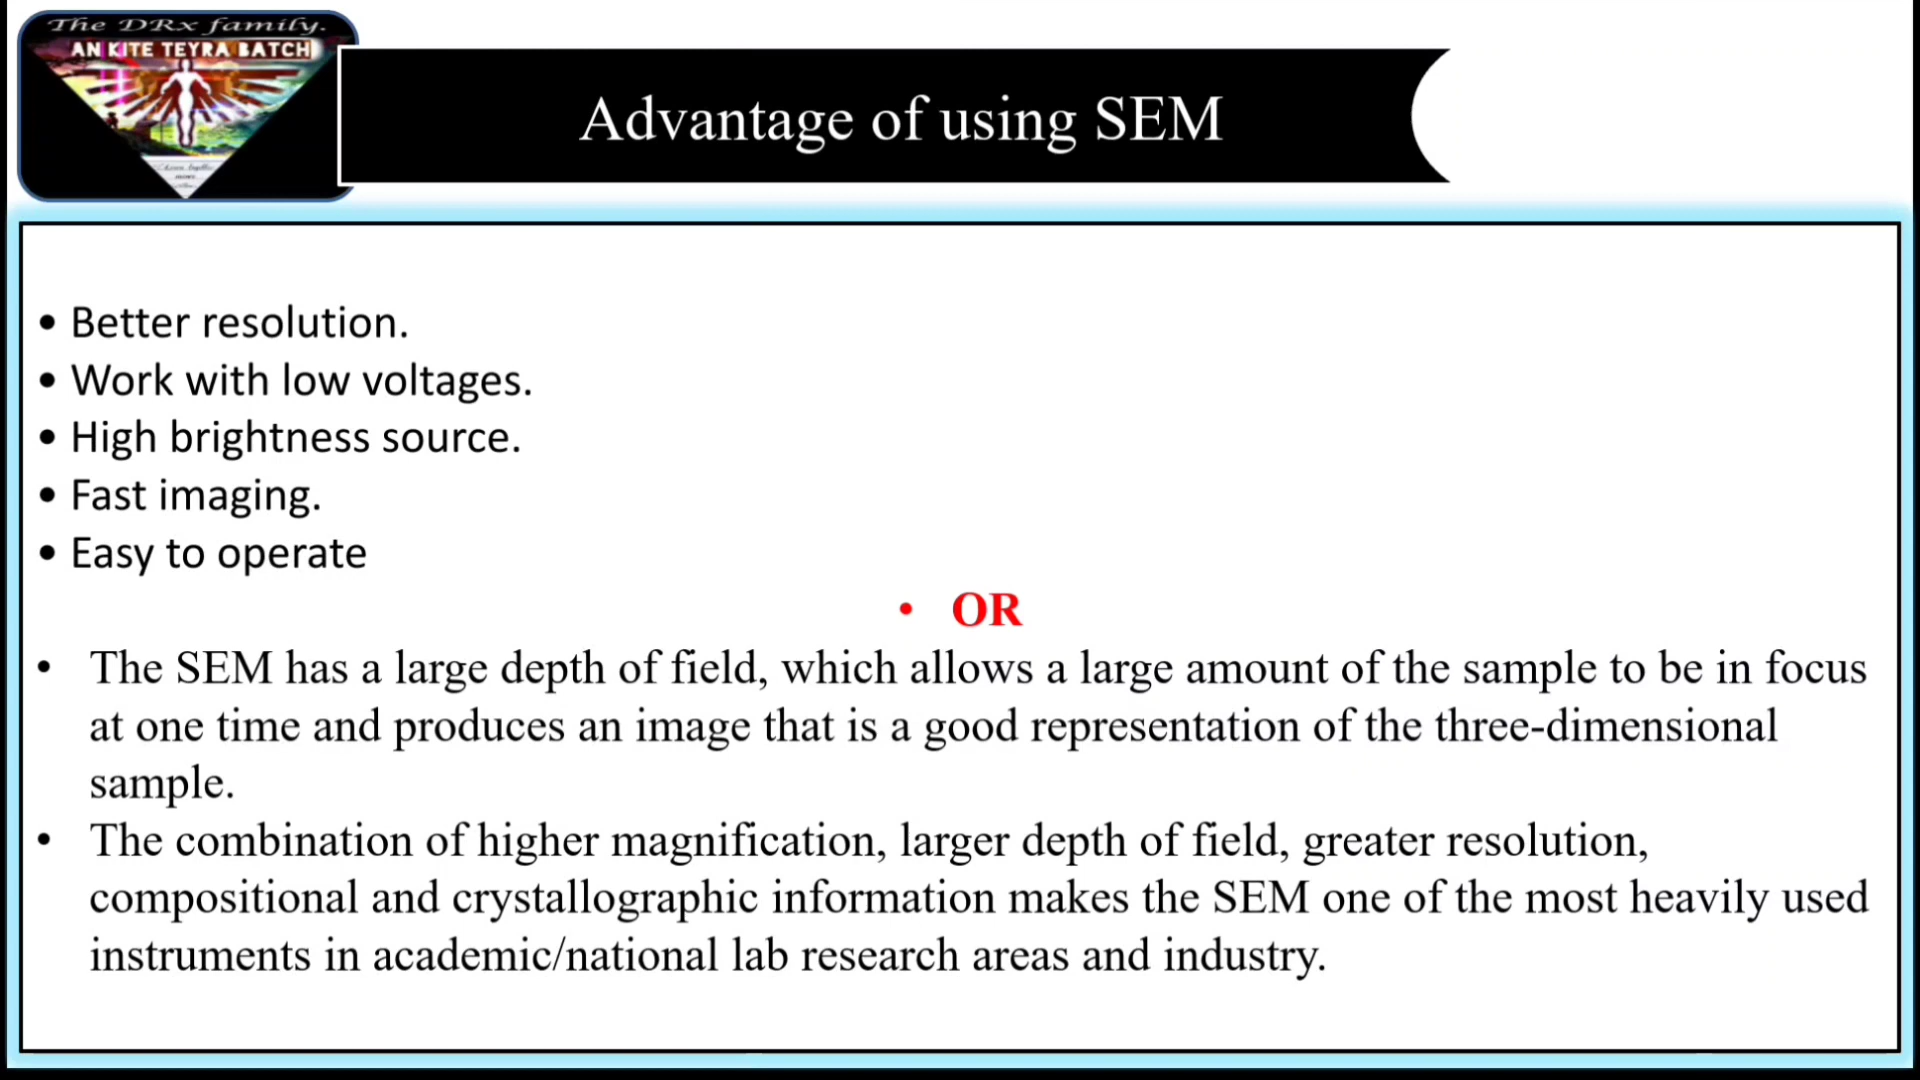 The DRx family.
AN KITE TEYRA BATCH
Advantage of using SEM
• Better resolution.
• Work with low voltages.
• High brightness source.
• Fast imaging.
• Easy to operate
• OR
• The SEM has a large depth of field, which allows a large amount of the sample to be in focus
at one time and produces an image that is a good representation of the three-dimensional
sample.
• The combination of higher magnification, larger depth of field, greater resolution,
compositional and crystallographic information makes the SEM one of the most heavily used
instruments in academic/national lab research areas and industry.